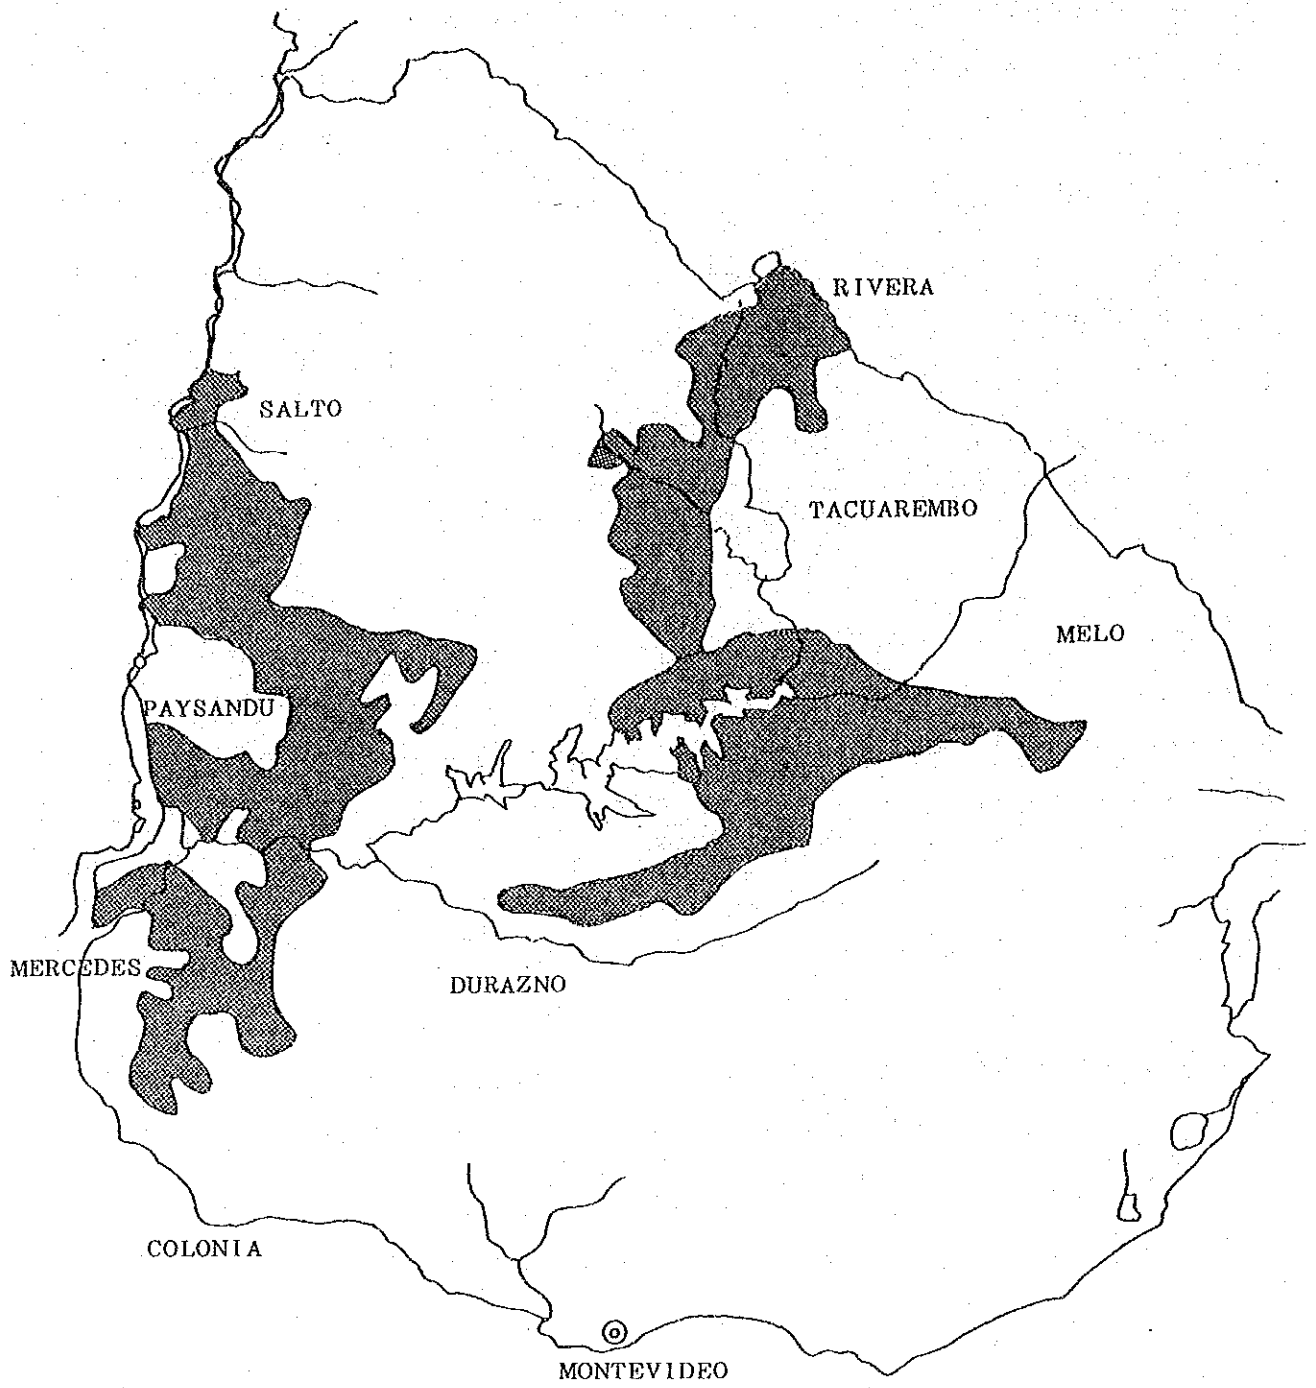 RIVERA
SALTO
TACUAREMBO
MELO
PAYSANDU
MERCEDES
DURAZNO
COLONIA
MONTEVIDEO